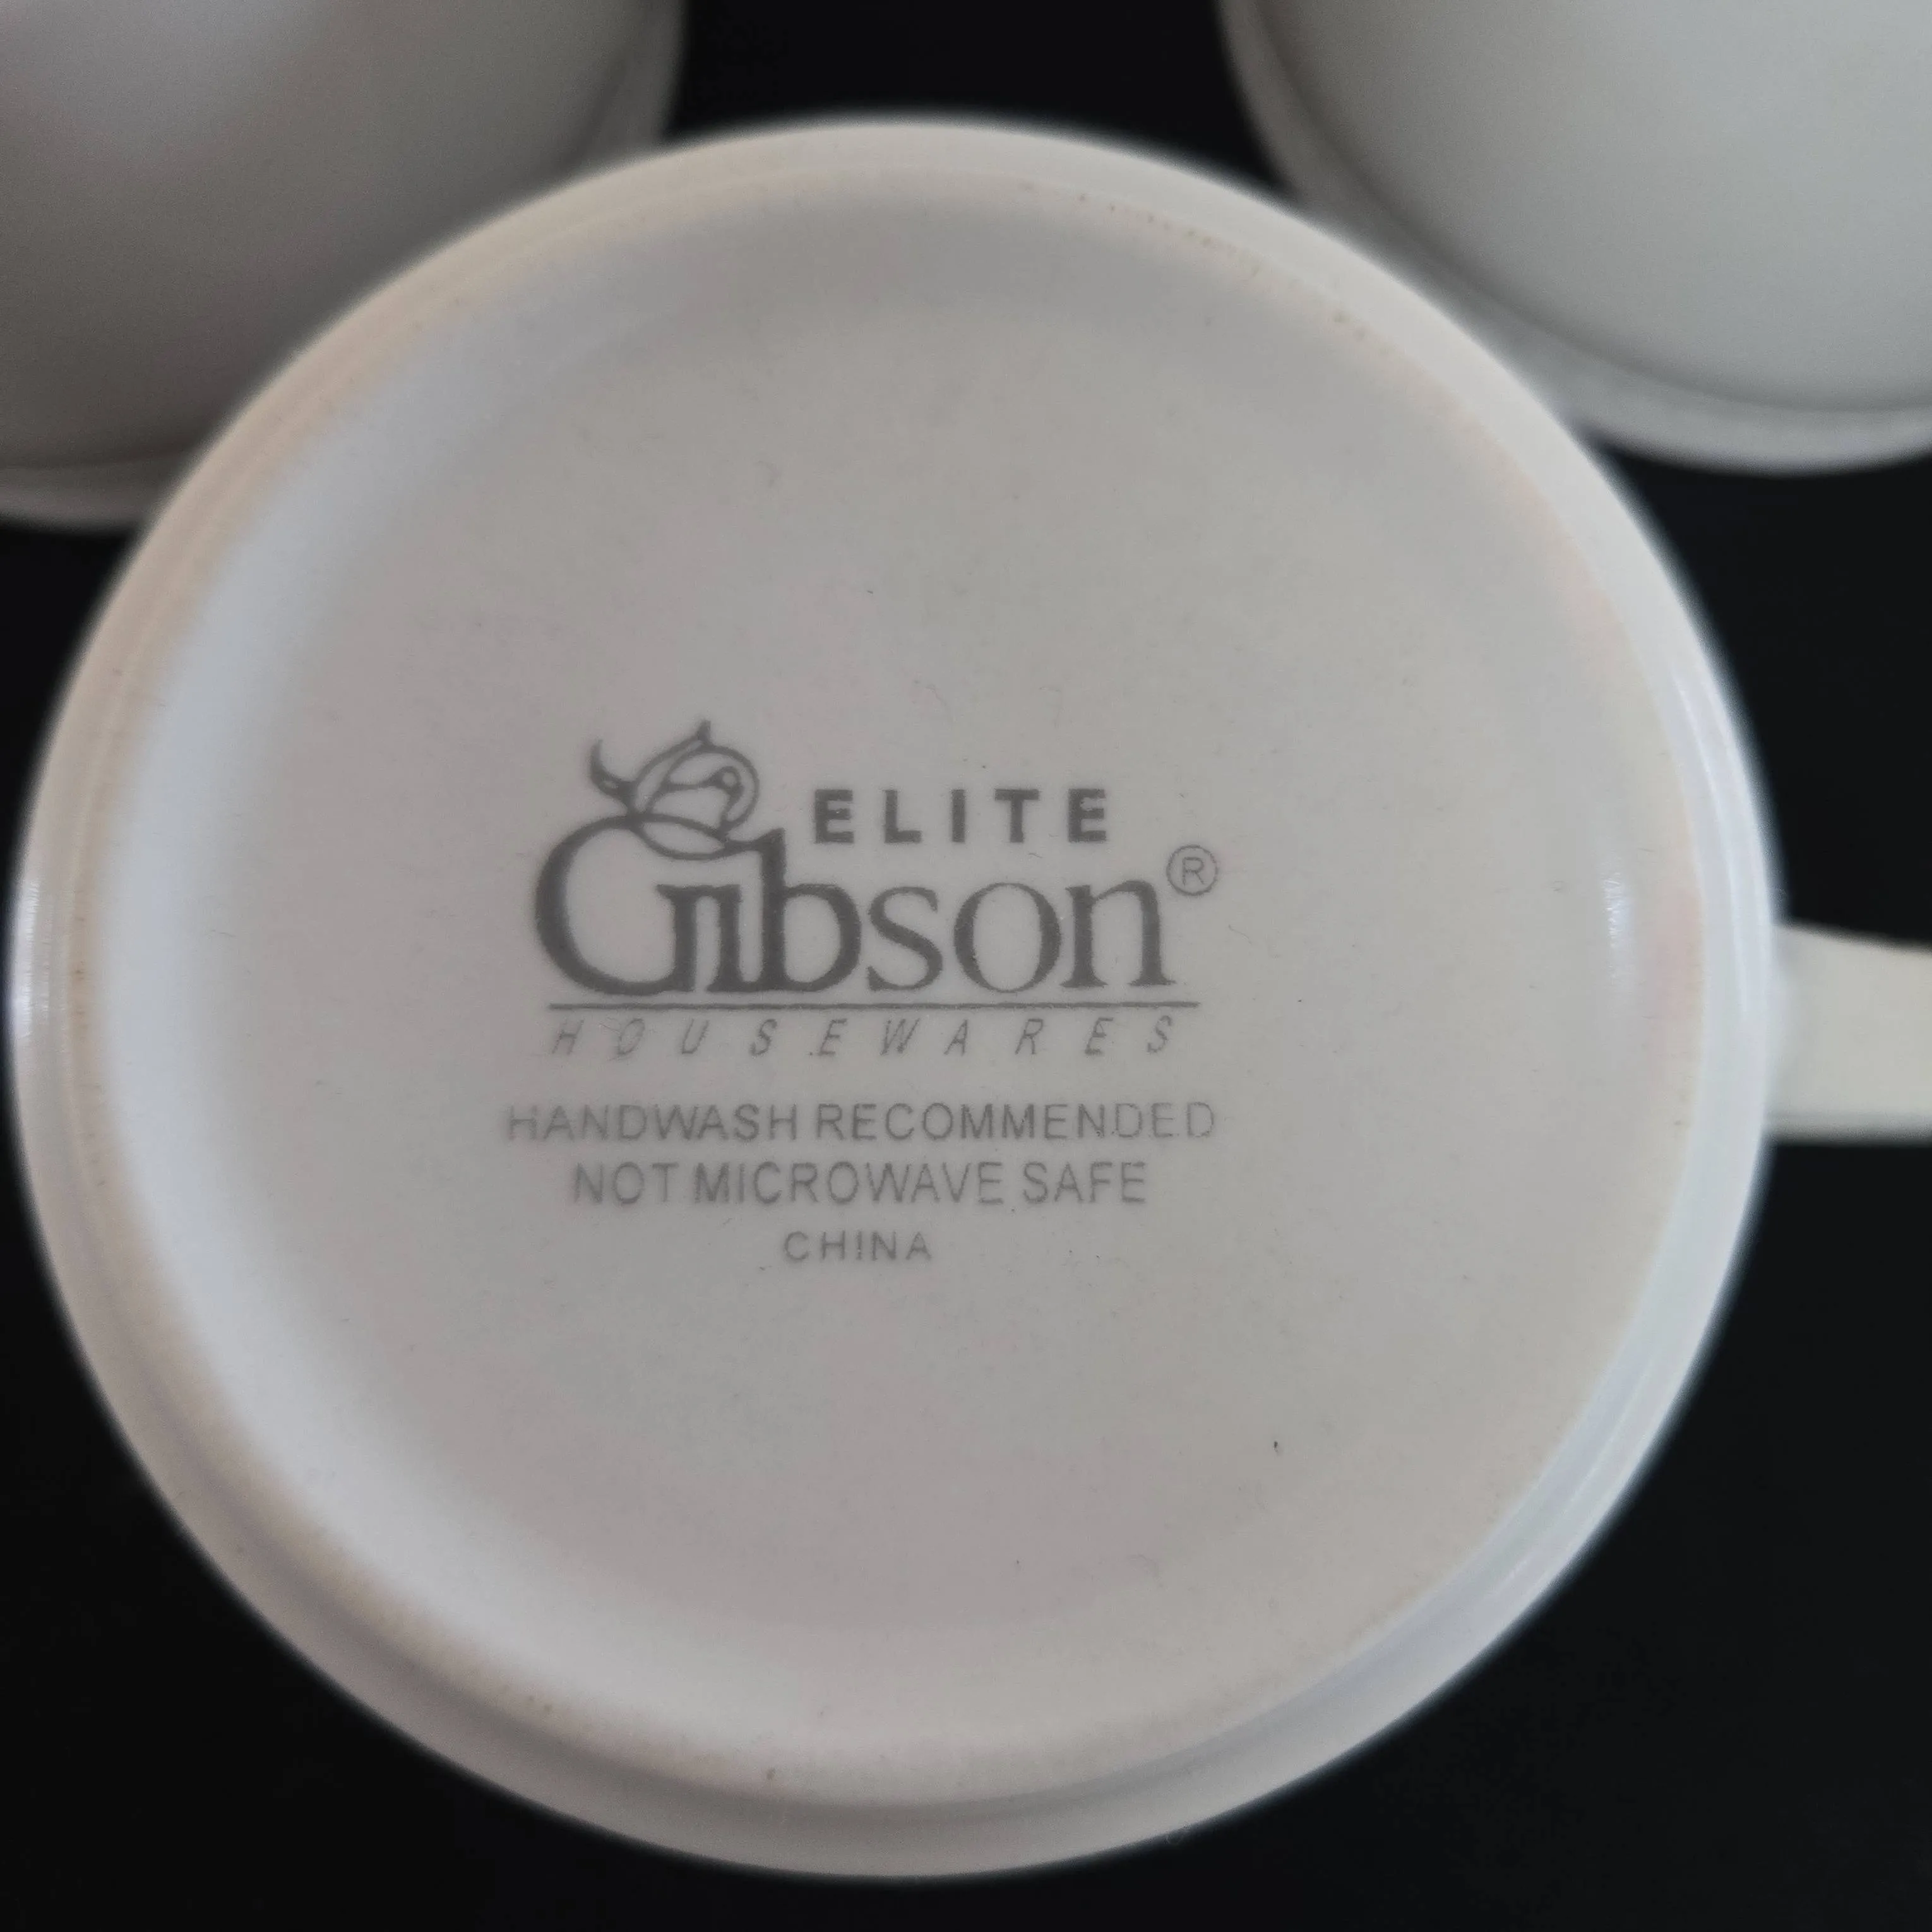 ELITE
Gibson®
HOUSEWARES
HANDWASH RECOMMENDED
NOT MICROWAVE SAFE
CHINA